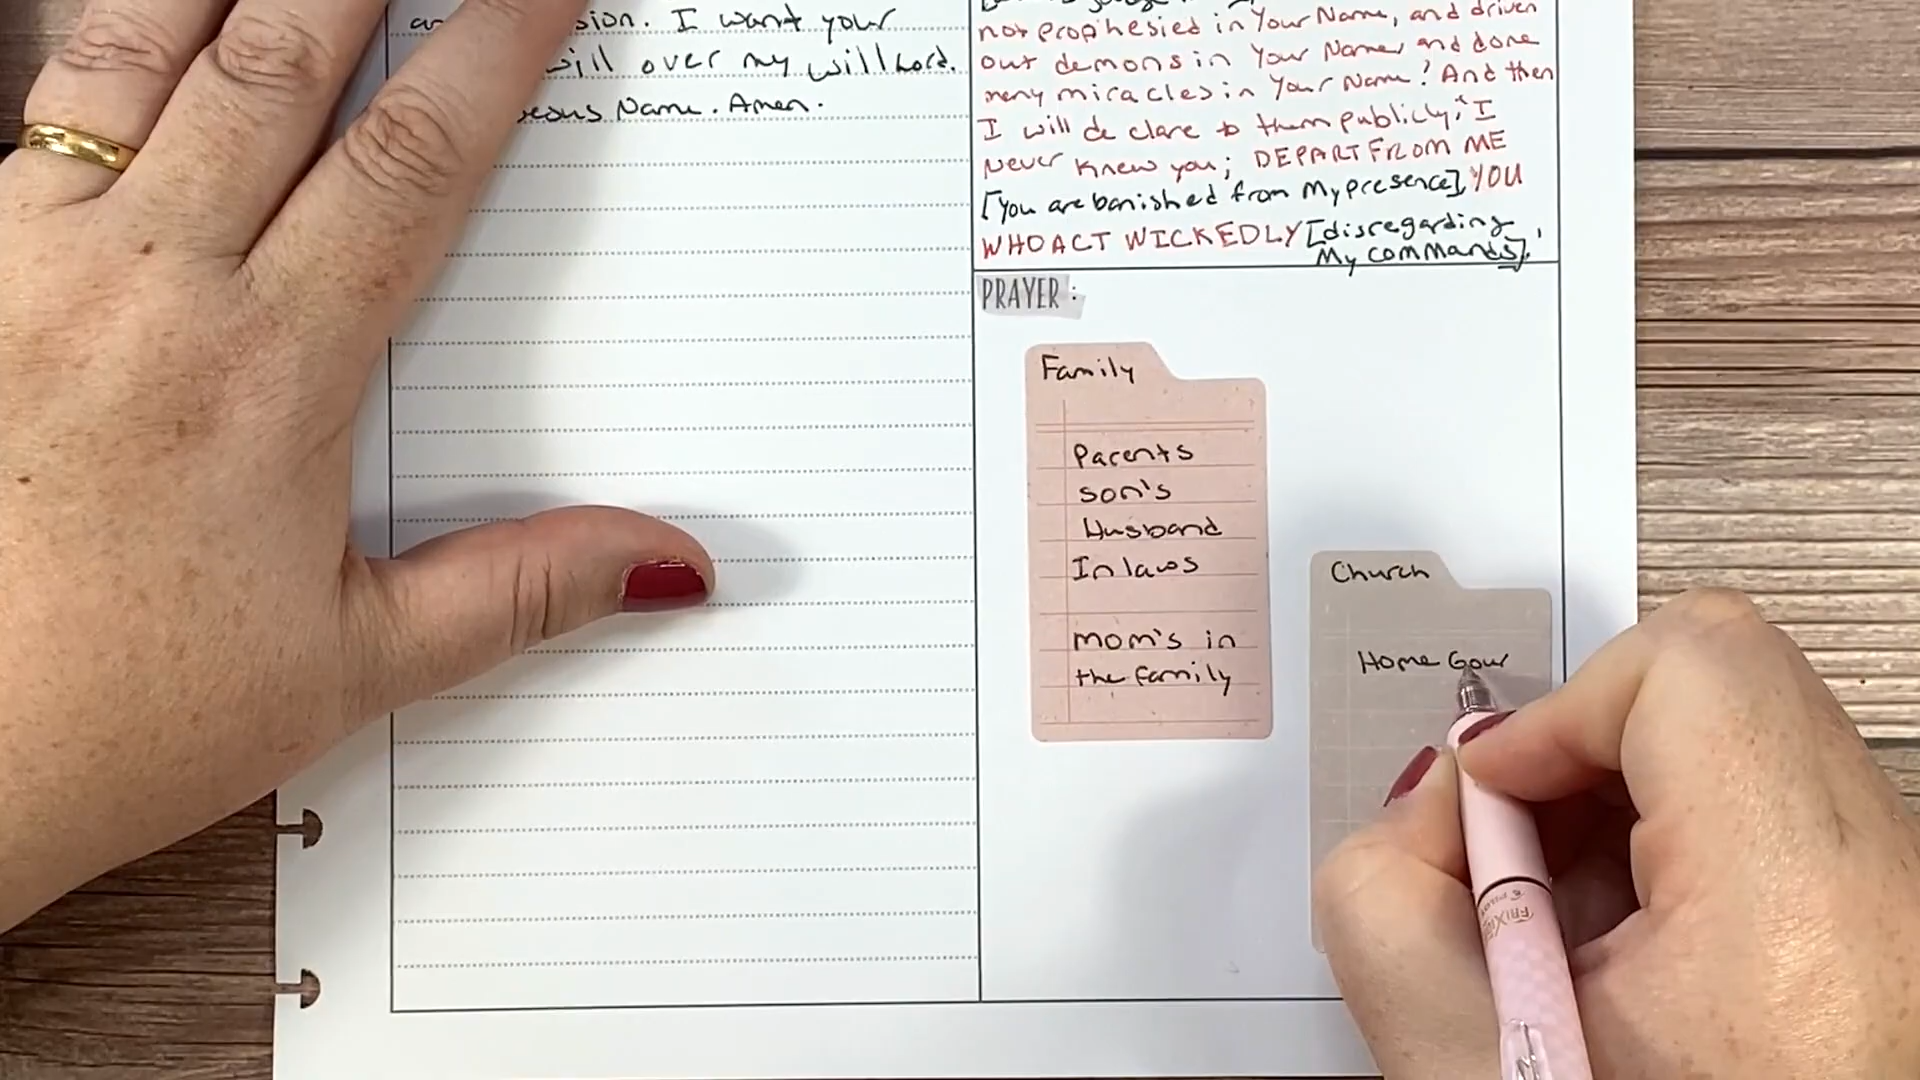 sion. I want your
will over my will Lord.
Name. Amen.
not prophesied in Your Name, and driven
out demons in Your Name, and done
many miracles in Your Name? And then
I will declare to them publicly, 'I
never knew you; DEPART FROM ME
[you are banished from My presence], YOU
WHO ACT WICKEDLY [disregarding
My commands].'
PRAYER:
Family
Parents
son's
Husband
In laws
mom's in
the family
Church
Home Gour
FRIXION